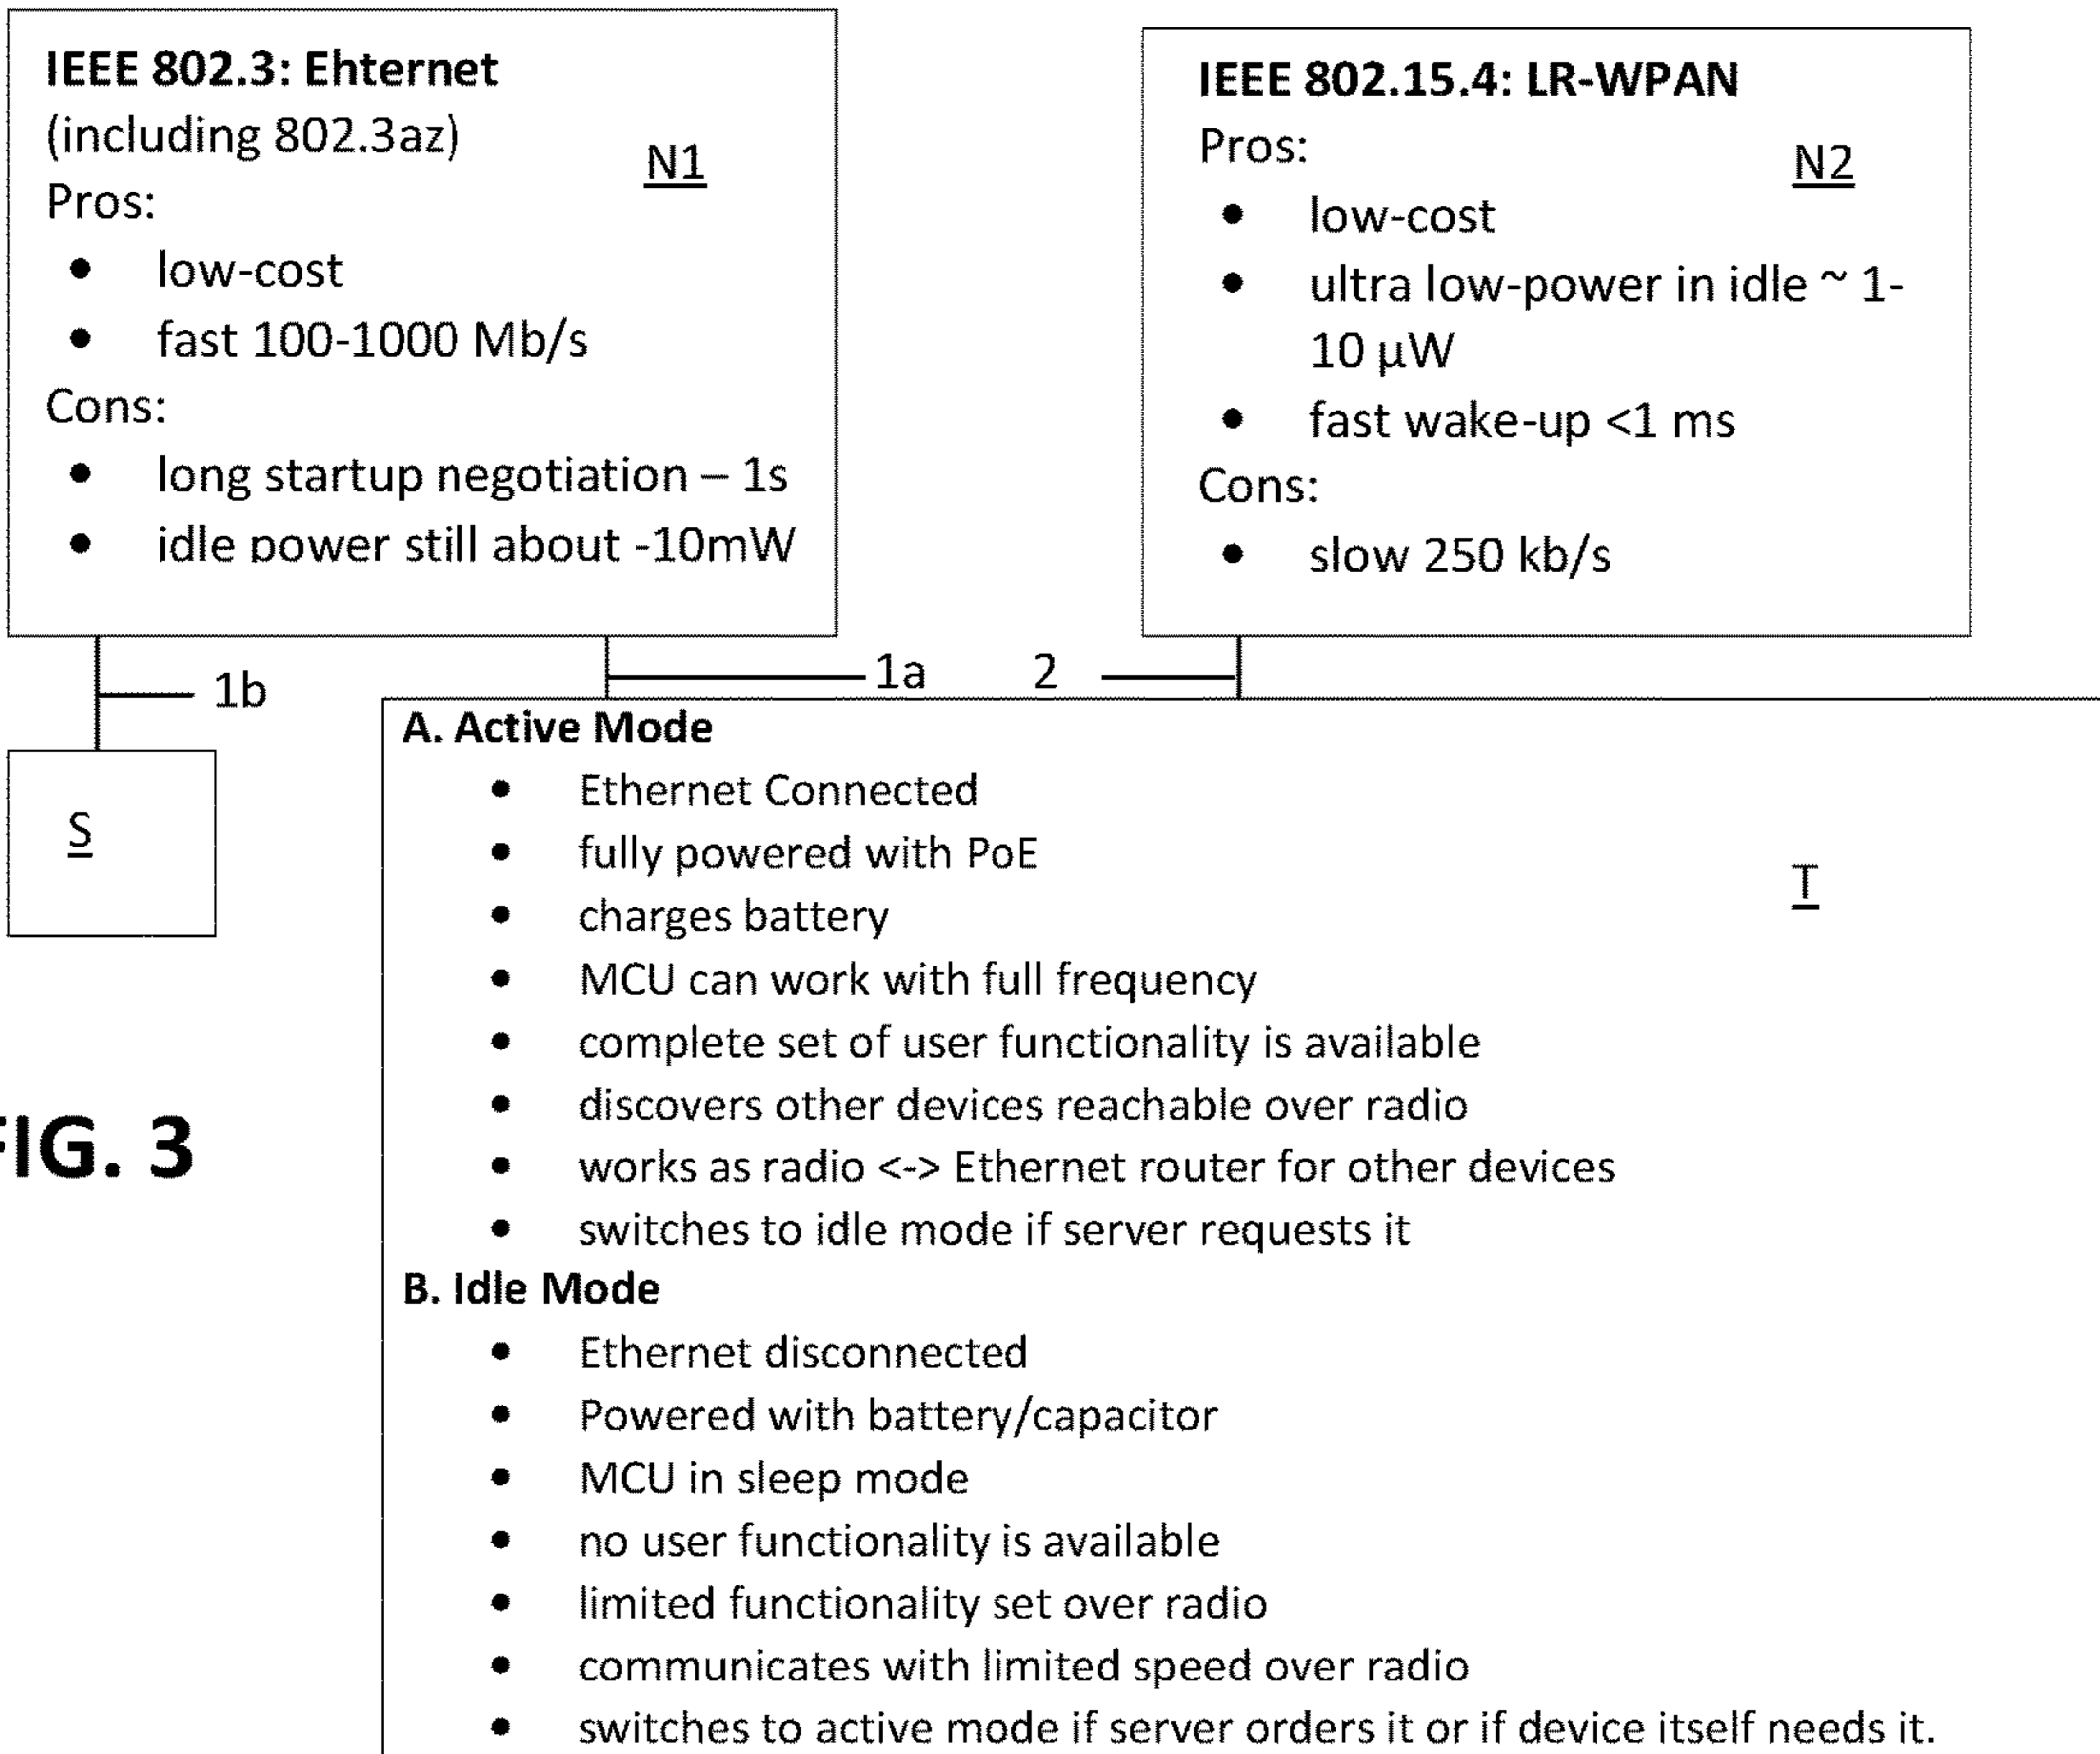 IEEE 802.3: Ehternet
(including 802.3az)
N1
Pros:
• low-cost
• fast 100-1000 Mb/s
Cons:
• long startup negotiation – 1s
• idle power still about -10mW
IEEE 802.15.4: LR-WPAN
Pros:
N2
• low-cost
• ultra low-power in idle ~ 1-
10 µW
• fast wake-up <1 ms
Cons:
• slow 250 kb/s
1b
1a
2
S
A. Active Mode
• Ethernet Connected
• fully powered with PoE
T
• charges battery
• MCU can work with full frequency
• complete set of user functionality is available
• discovers other devices reachable over radio
• works as radio <-> Ethernet router for other devices
• switches to idle mode if server requests it
B. Idle Mode
• Ethernet disconnected
• Powered with battery/capacitor
• MCU in sleep mode
• no user functionality is available
• limited functionality set over radio
• communicates with limited speed over radio
• switches to active mode if server orders it or if device itself needs it.
FIG. 3